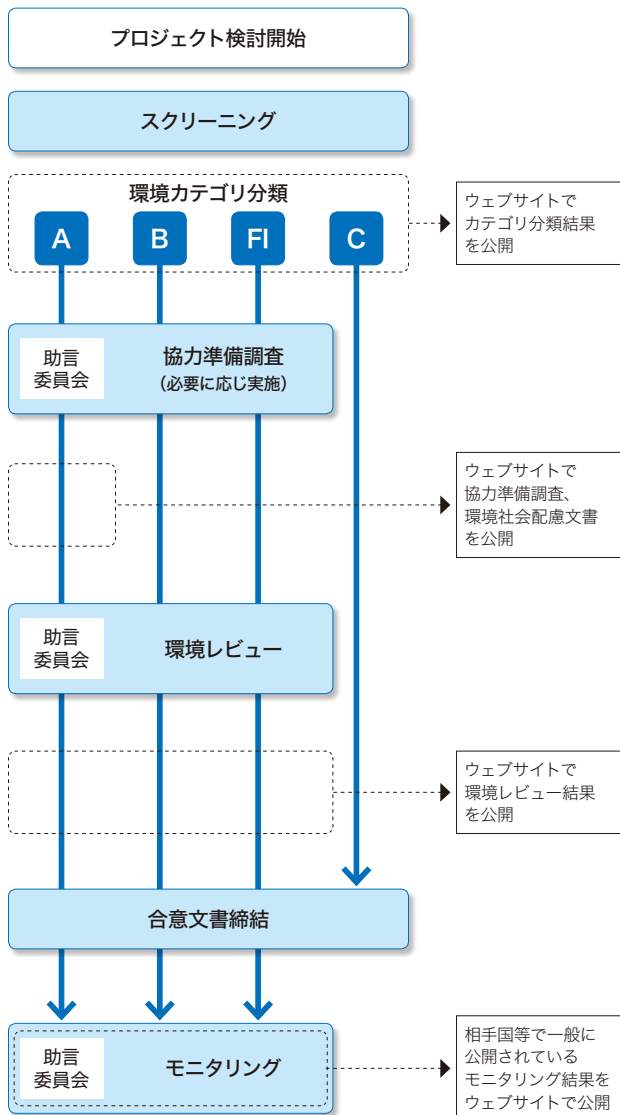 プロジェクト検討開始
スクリーニング
環境カテゴリ分類
A
B
FI
C
ウェブサイトで
カテゴリ分類結果
を公開
助言
委員会
協力準備調査
（必要に応じ実施）
ウェブサイトで
協力準備調査、
環境社会配慮文書
を公開
助言
委員会
環境レビュー
ウェブサイトで
環境レビュー結果
を公開
合意文書締結
助言
委員会
モニタリング
相手国等で一般に
公開されている
モニタリング結果を
ウェブサイトで公開